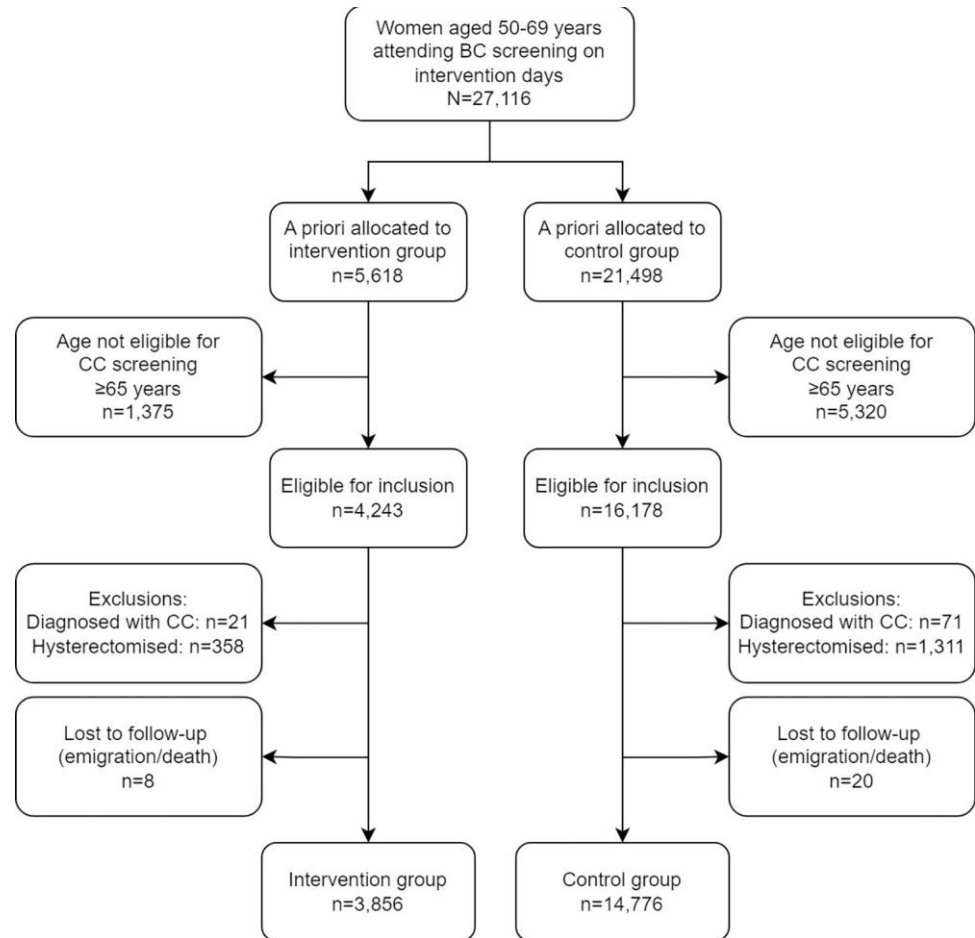 Women aged 50-69 years
attending BC screening on
intervention days
N=27,116
A priori allocated to
intervention group
n=5,618
A priori allocated to
control group
n=21,498
Age not eligible for
CC screening
≥65 years
n=1,375
Age not eligible for
CC screening
≥65 years
n=5,320
Eligible for inclusion
n=4,243
Eligible for inclusion
n=16,178
Exclusions:
Diagnosed with CC: n=21
Hysterectomised: n=358
Exclusions:
Diagnosed with CC: n=71
Hysterectomised: n=1,311
Lost to follow-up
(emigration/death)
n=8
Lost to follow-up
(emigration/death)
n=20
Intervention group
n=3,856
Control group
n=14,776